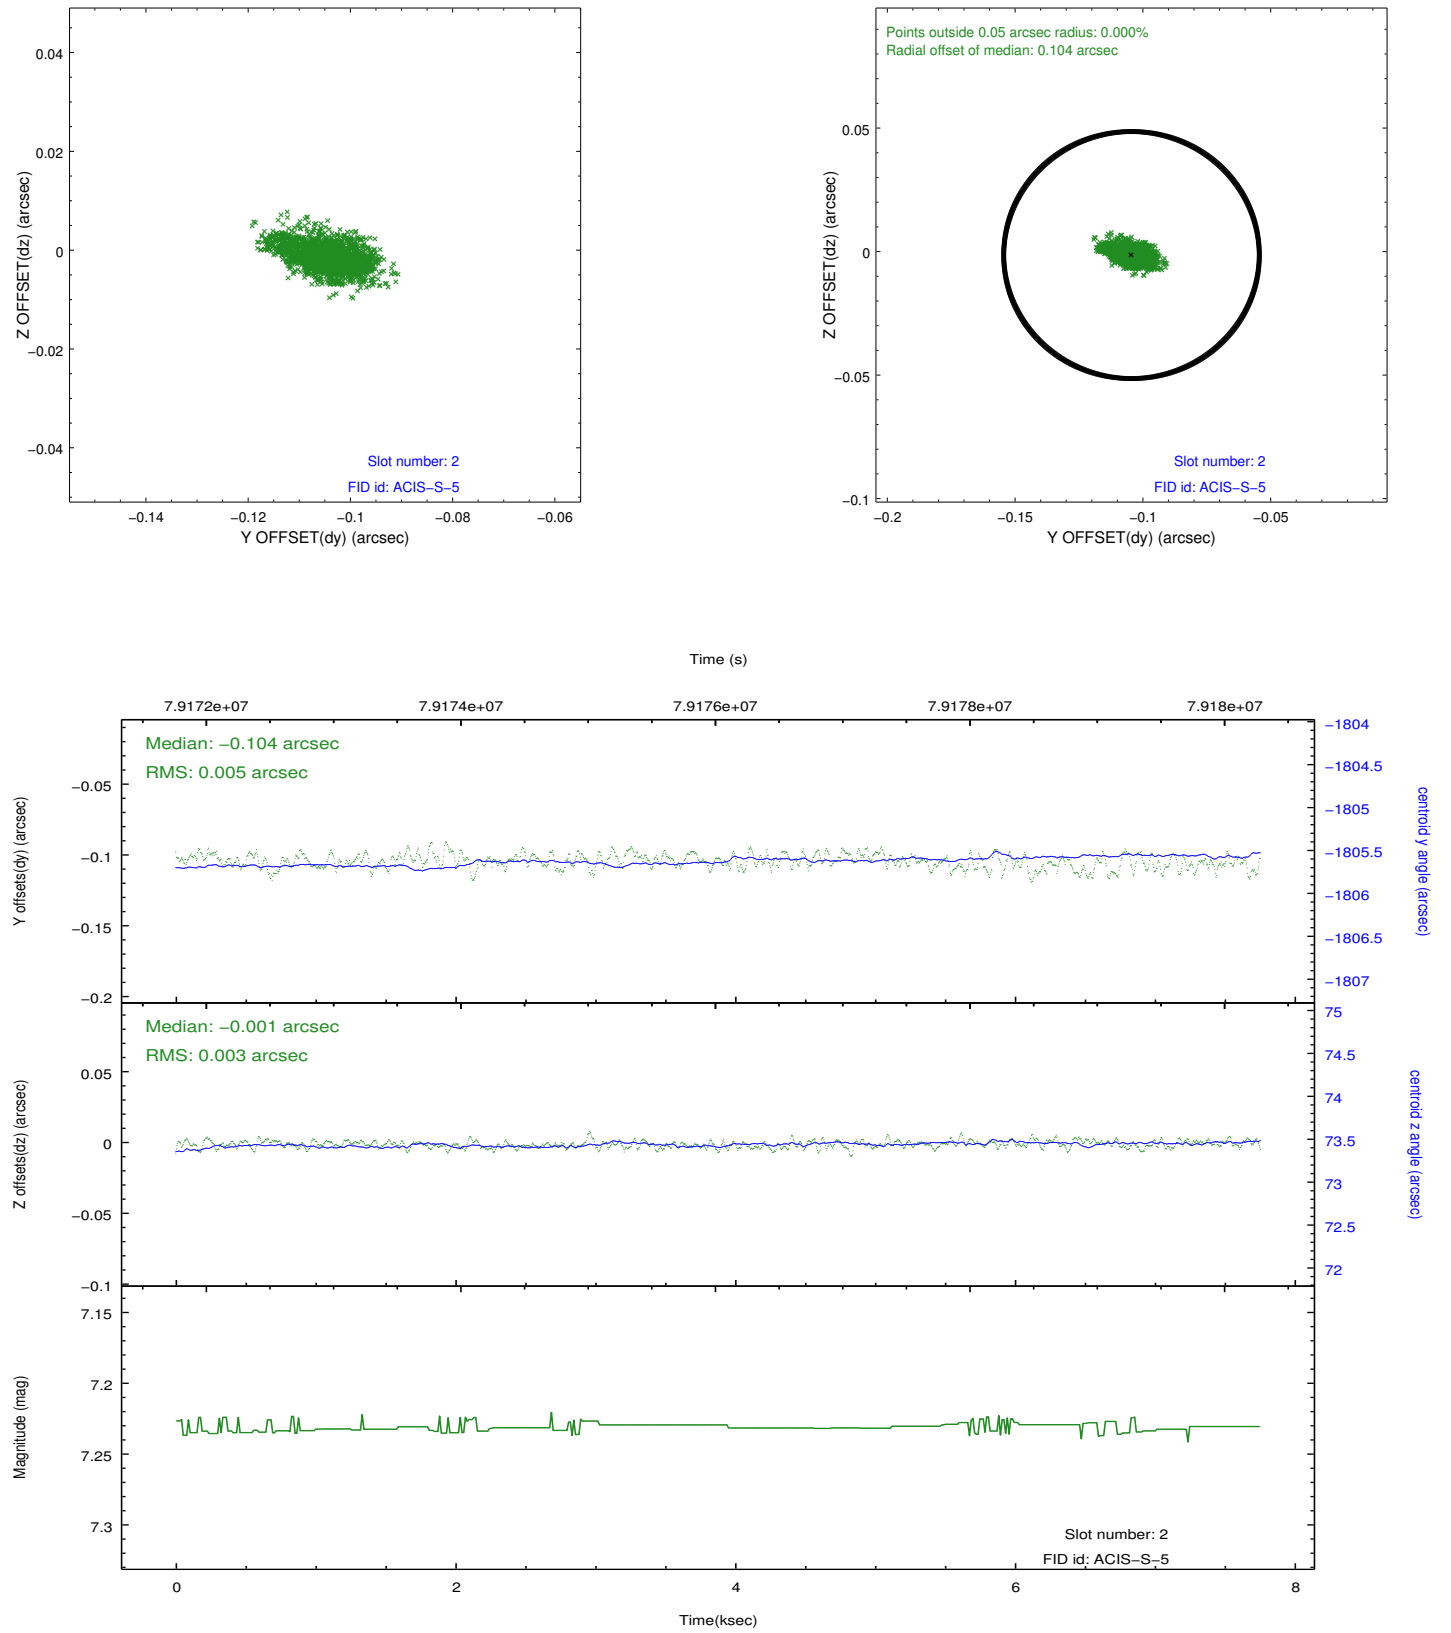 0.04
0.02
0
−0.02
−0.04
Z OFFSET(dz) (arcsec)
Slot number: 2
FID id: ACIS−S−5
−0.14
−0.12
−0.1
−0.08
−0.06
Y OFFSET(dy) (arcsec)
Points outside 0.05 arcsec radius: 0.000%
Radial offset of median: 0.104 arcsec
0.05
0
−0.05
−0.1
Z OFFSET(dz) (arcsec)
Slot number: 2
FID id: ACIS−S−5
−0.2
−0.15
−0.1
−0.05
Y OFFSET(dy) (arcsec)
Time (s)
7.9172e+07
7.9174e+07
7.9176e+07
7.9178e+07
7.918e+07
Median: −0.104 arcsec
RMS: 0.005 arcsec
−0.05
−0.1
−0.15
−0.2
Y offsets(dy) (arcsec)
−1804
−1804.5
−1805
−1805.5
−1806
−1806.5
−1807
centroid y angle (arcsec)
Median: −0.001 arcsec
RMS: 0.003 arcsec
0.05
0
−0.05
−0.1
Z offsets(dz) (arcsec)
75
74.5
74
73.5
73
72.5
72
centroid z angle (arcsec)
7.15
7.2
7.25
7.3
Magnitude (mag)
Slot number: 2
FID id: ACIS−S−5
0
2
4
6
8
Time(ksec)